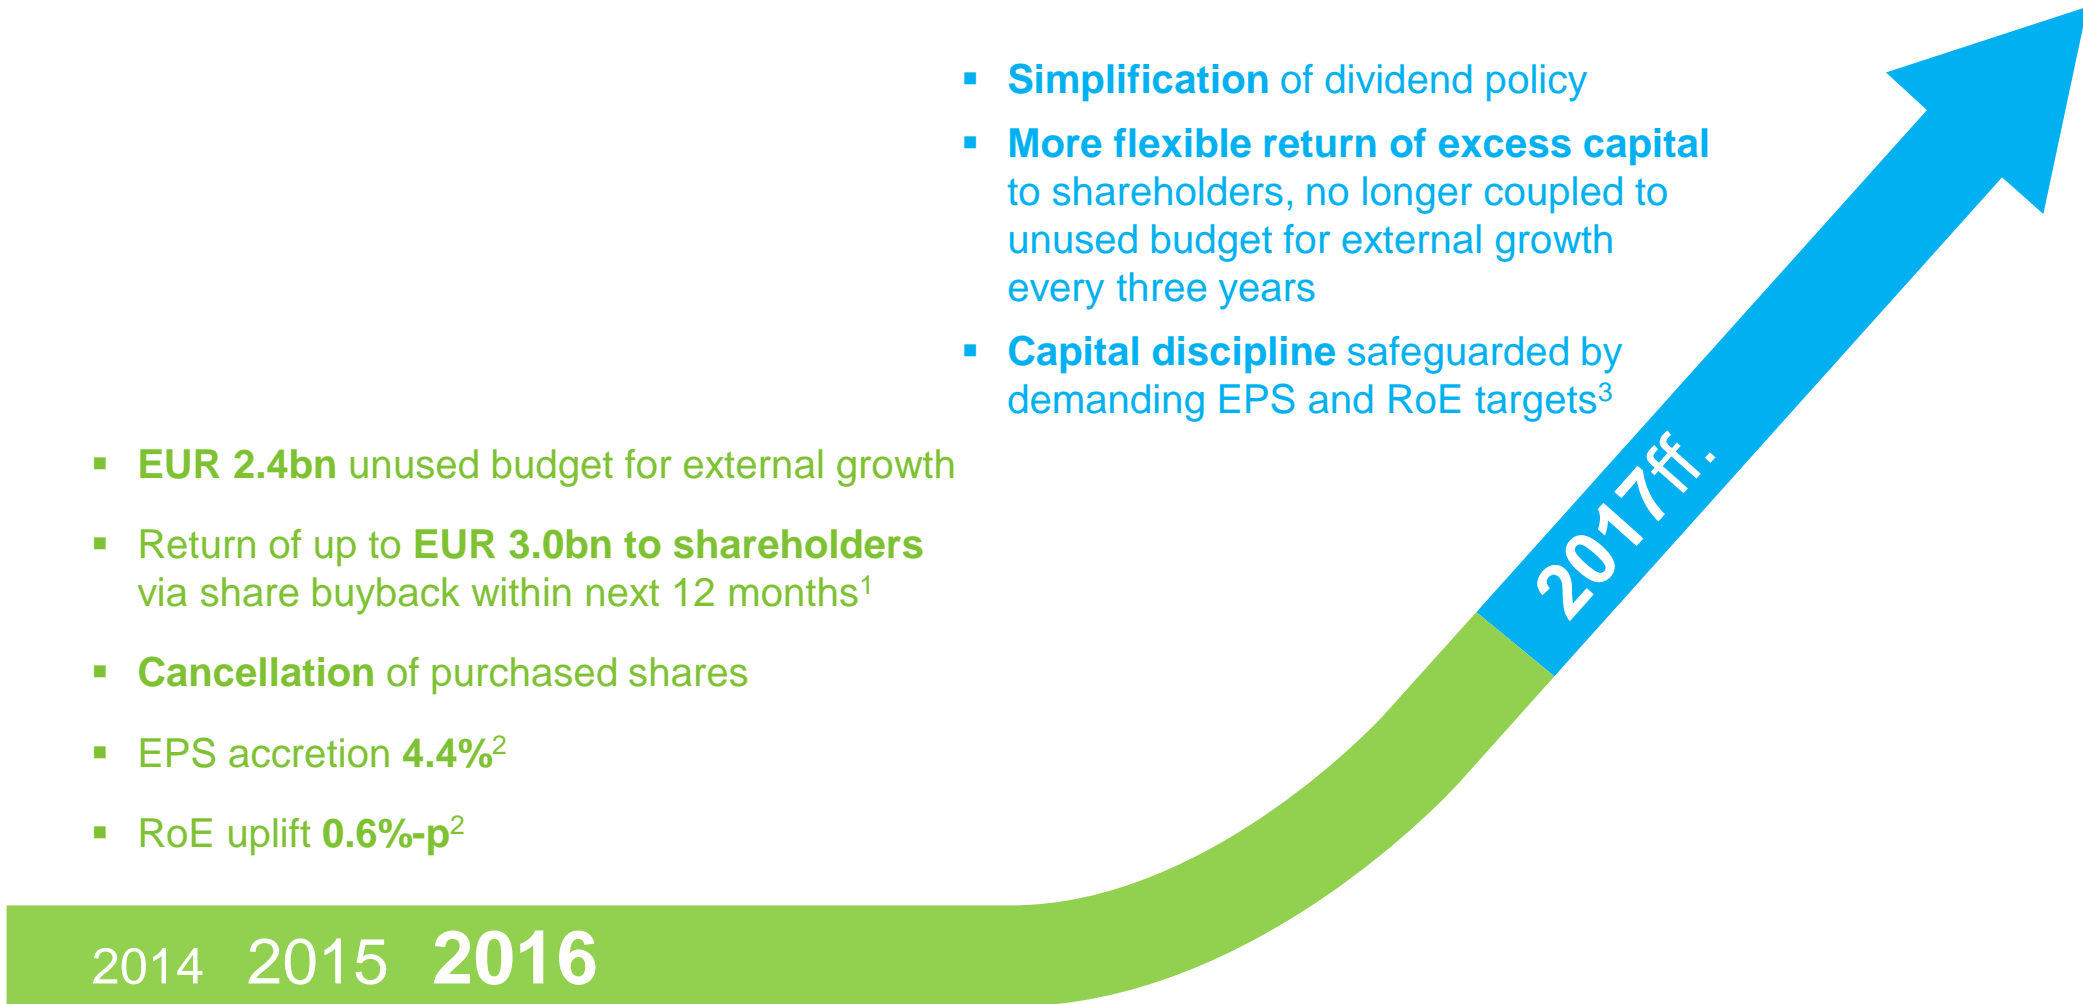 ▪ Simplification of dividend policy
▪ More flexible return of excess capital
to shareholders, no longer coupled to
unused budget for external growth
every three years
▪ Capital discipline safeguarded by
demanding EPS and RoE targets³
▪ EUR 2.4bn unused budget for external growth
▪ Return of up to EUR 3.0bn to shareholders
via share buyback within next 12 months¹
▪ Cancellation of purchased shares
▪ EPS accretion 4.4%²
▪ RoE uplift 0.6%-p²
2017ff.
2014 2015 2016